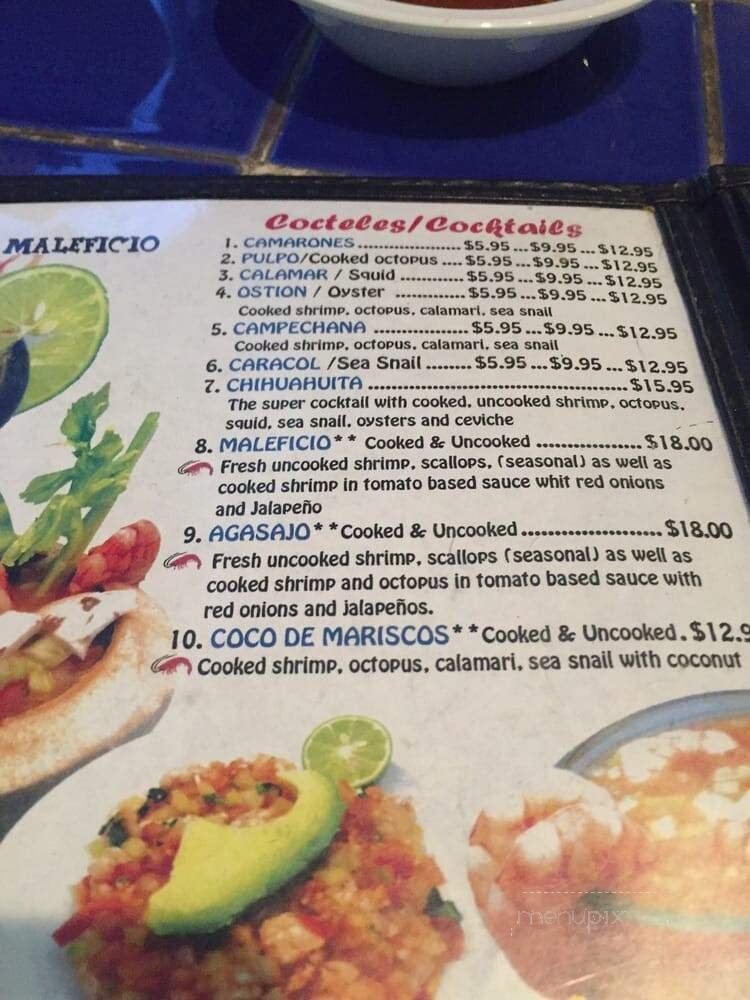 MALEFICIO
Cocteles/Cocktails
1. CAMARONES.....................$5.95...$9.95...$12.95
2. PULPO/Cooked octopus ....$5.95...$9.95...$12.95
3. CALAMAR / Squid .............$5.95...$9.95...$12.95
4. OSTION / Oyster ..............$5.95...$9.95...$12.95
Cooked shrimp, octopus, calamari, sea snail
5. CAMPECHANA ...................$5.95...$9.95...$12.95
Cooked shrimp, octopus, calamari, sea snail
6. CARACOL /Sea Snail ........$5.95...$9.95...$12.95
7. CHIHUAHUITA ..............................................$15.95
The super cocktail with cooked, uncooked shrimp, octopus,
squid, sea snail, oysters and ceviche
8. MALEFICIO** Cooked & Uncooked ..................$18.00
Fresh uncooked shrimp, scallops, (seasonal) as well as
cooked shrimp in tomato based sauce whit red onions
and Jalapeño
9. AGASAJO**Cooked & Uncooked......................$18.00
Fresh uncooked shrimp, scallops (seasonal) as well as
cooked shrimp and octopus in tomato based sauce with
red onions and jalapeños.
10. COCO DE MARISCOS**Cooked & Uncooked.$12.9
Cooked shrimp, octopus, calamari, sea snail with coconut
menupix